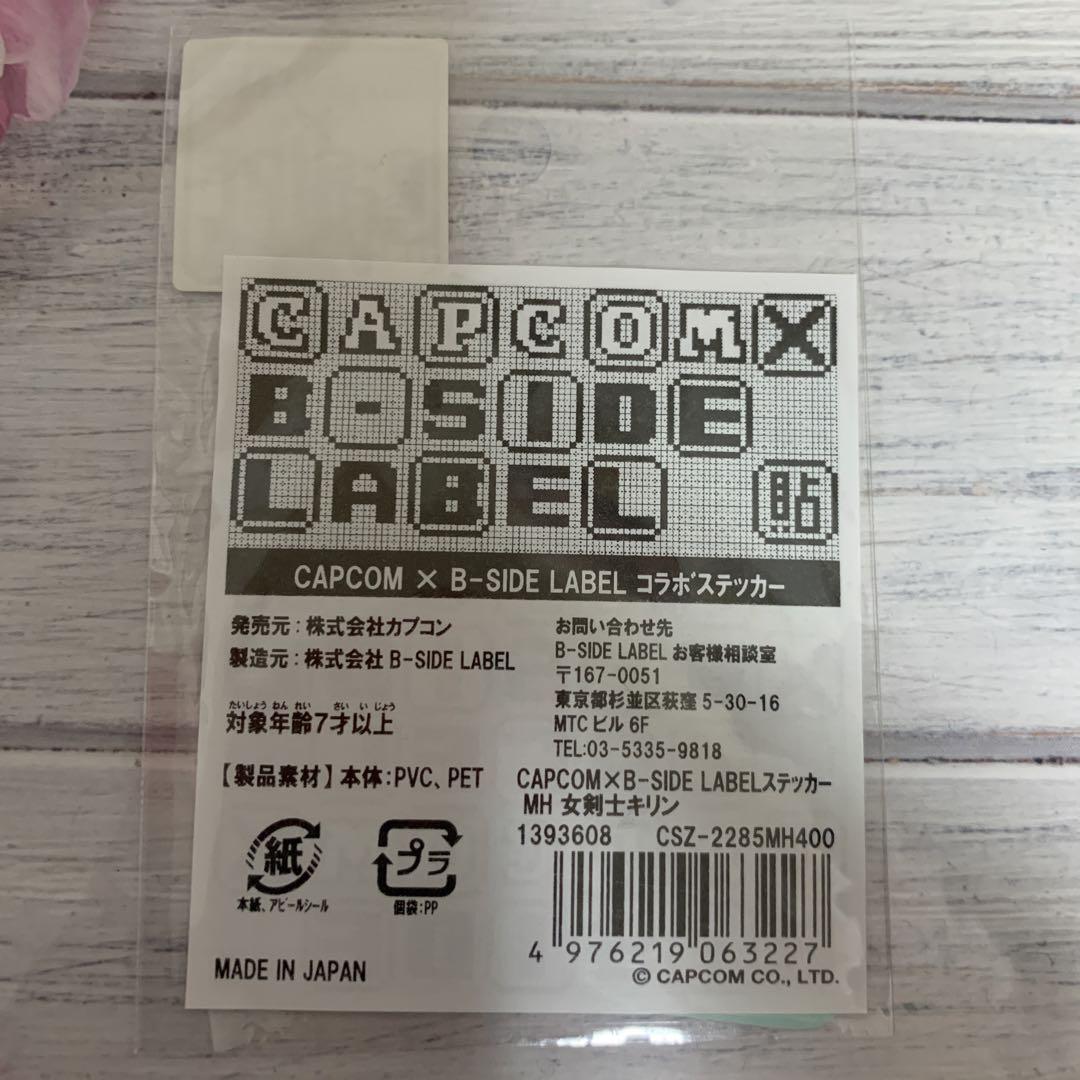 CAPCOM×
B-SIDE
LABEL 貼
CAPCOM × B-SIDE LABEL コラボステッカー
発売元：株式会社カプコン
製造元：株式会社 B-SIDE LABEL
たいしょう ねん れい さい い じょう
対象年齢7才以上
【製品素材】本体：PVC、PET
お問い合わせ先
B-SIDE LABEL お客様相談室
〒167-0051
東京都杉並区荻窪 5-30-16
MTC ビル 6F
TEL:03-5335-9818
CAPCOM×B-SIDE LABELステッカー
MH 女剣士キリン
1393608 CSZ-2285MH400
紙
本紙、アピールシール
プラ
個袋：PP
4 976219 063227
MADE IN JAPAN
© CAPCOM CO., LTD.